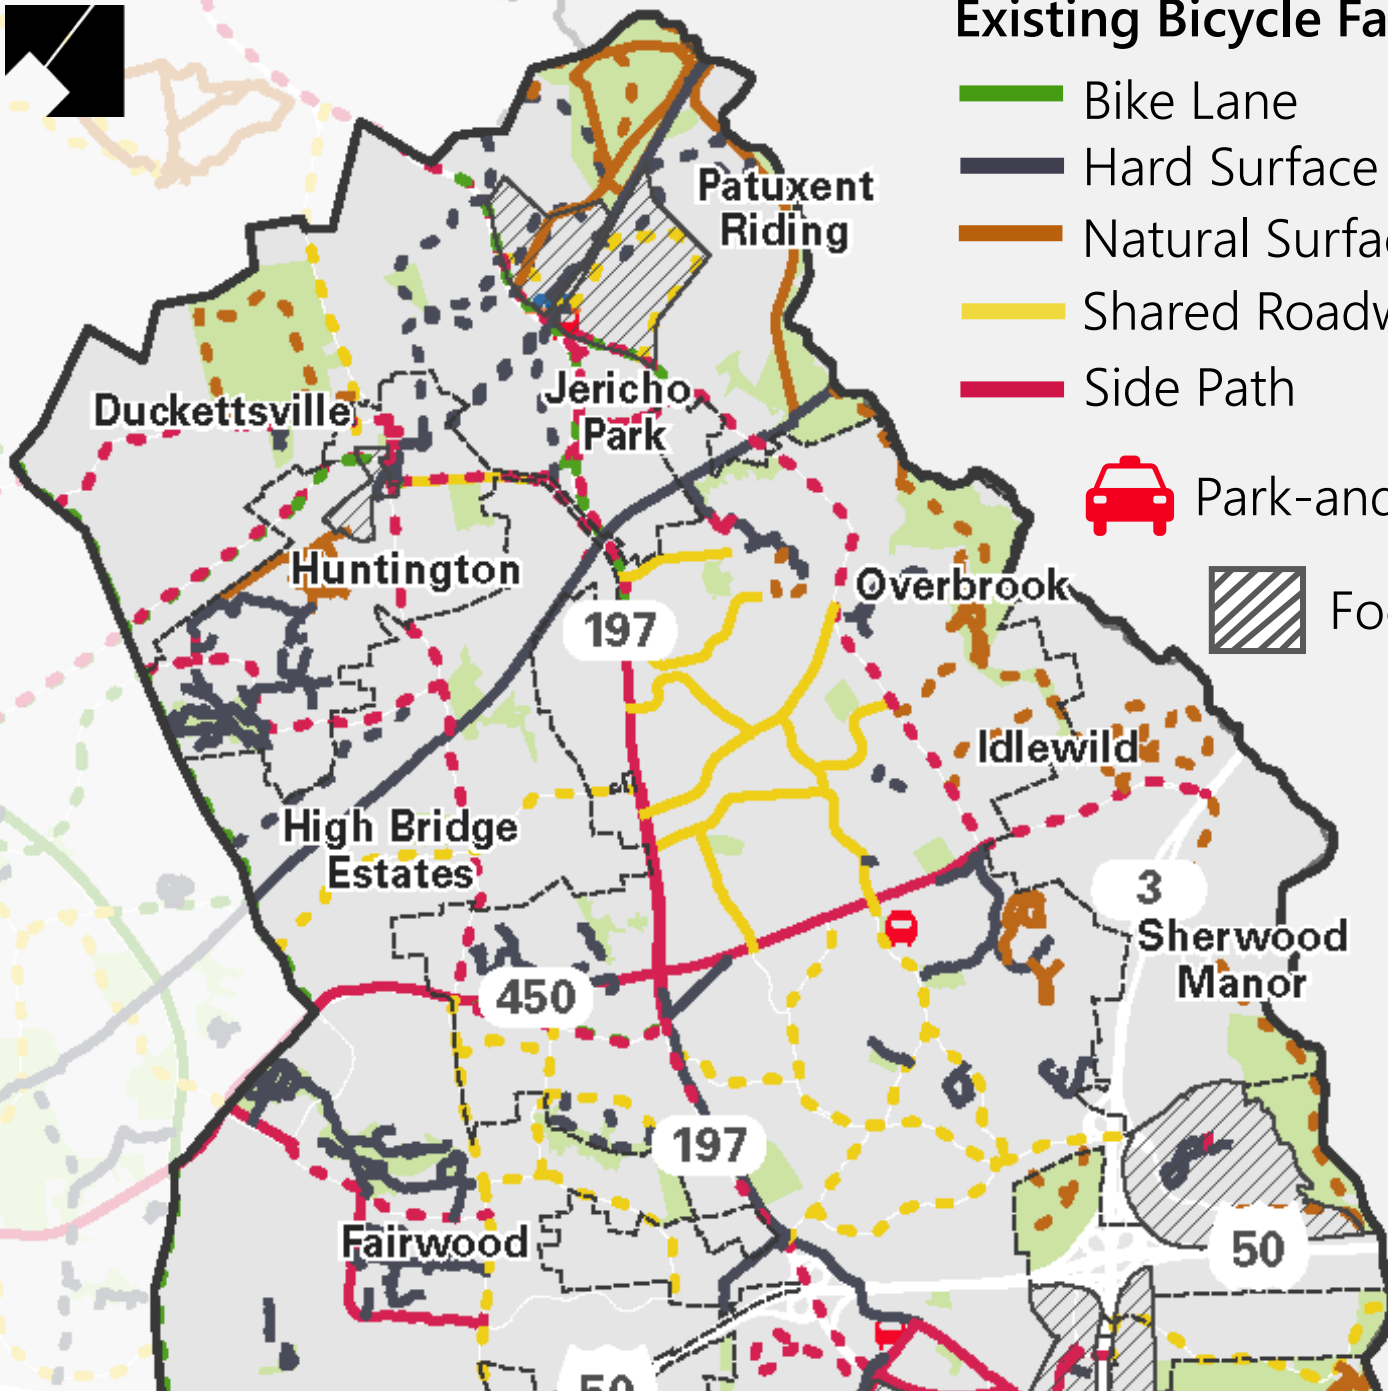 Existing Bicycle Fa
Bike Lane
Hard Surface
Natural Surfa
Shared Roadw
Side Path
Park-and
Fo
Patuxent
Riding
Duckettsville
Jericho
Park
Huntington
Overbrook
197
Idlewild
High Bridge
Estates
3
Sherwood
Manor
450
197
Fairwood
50
50